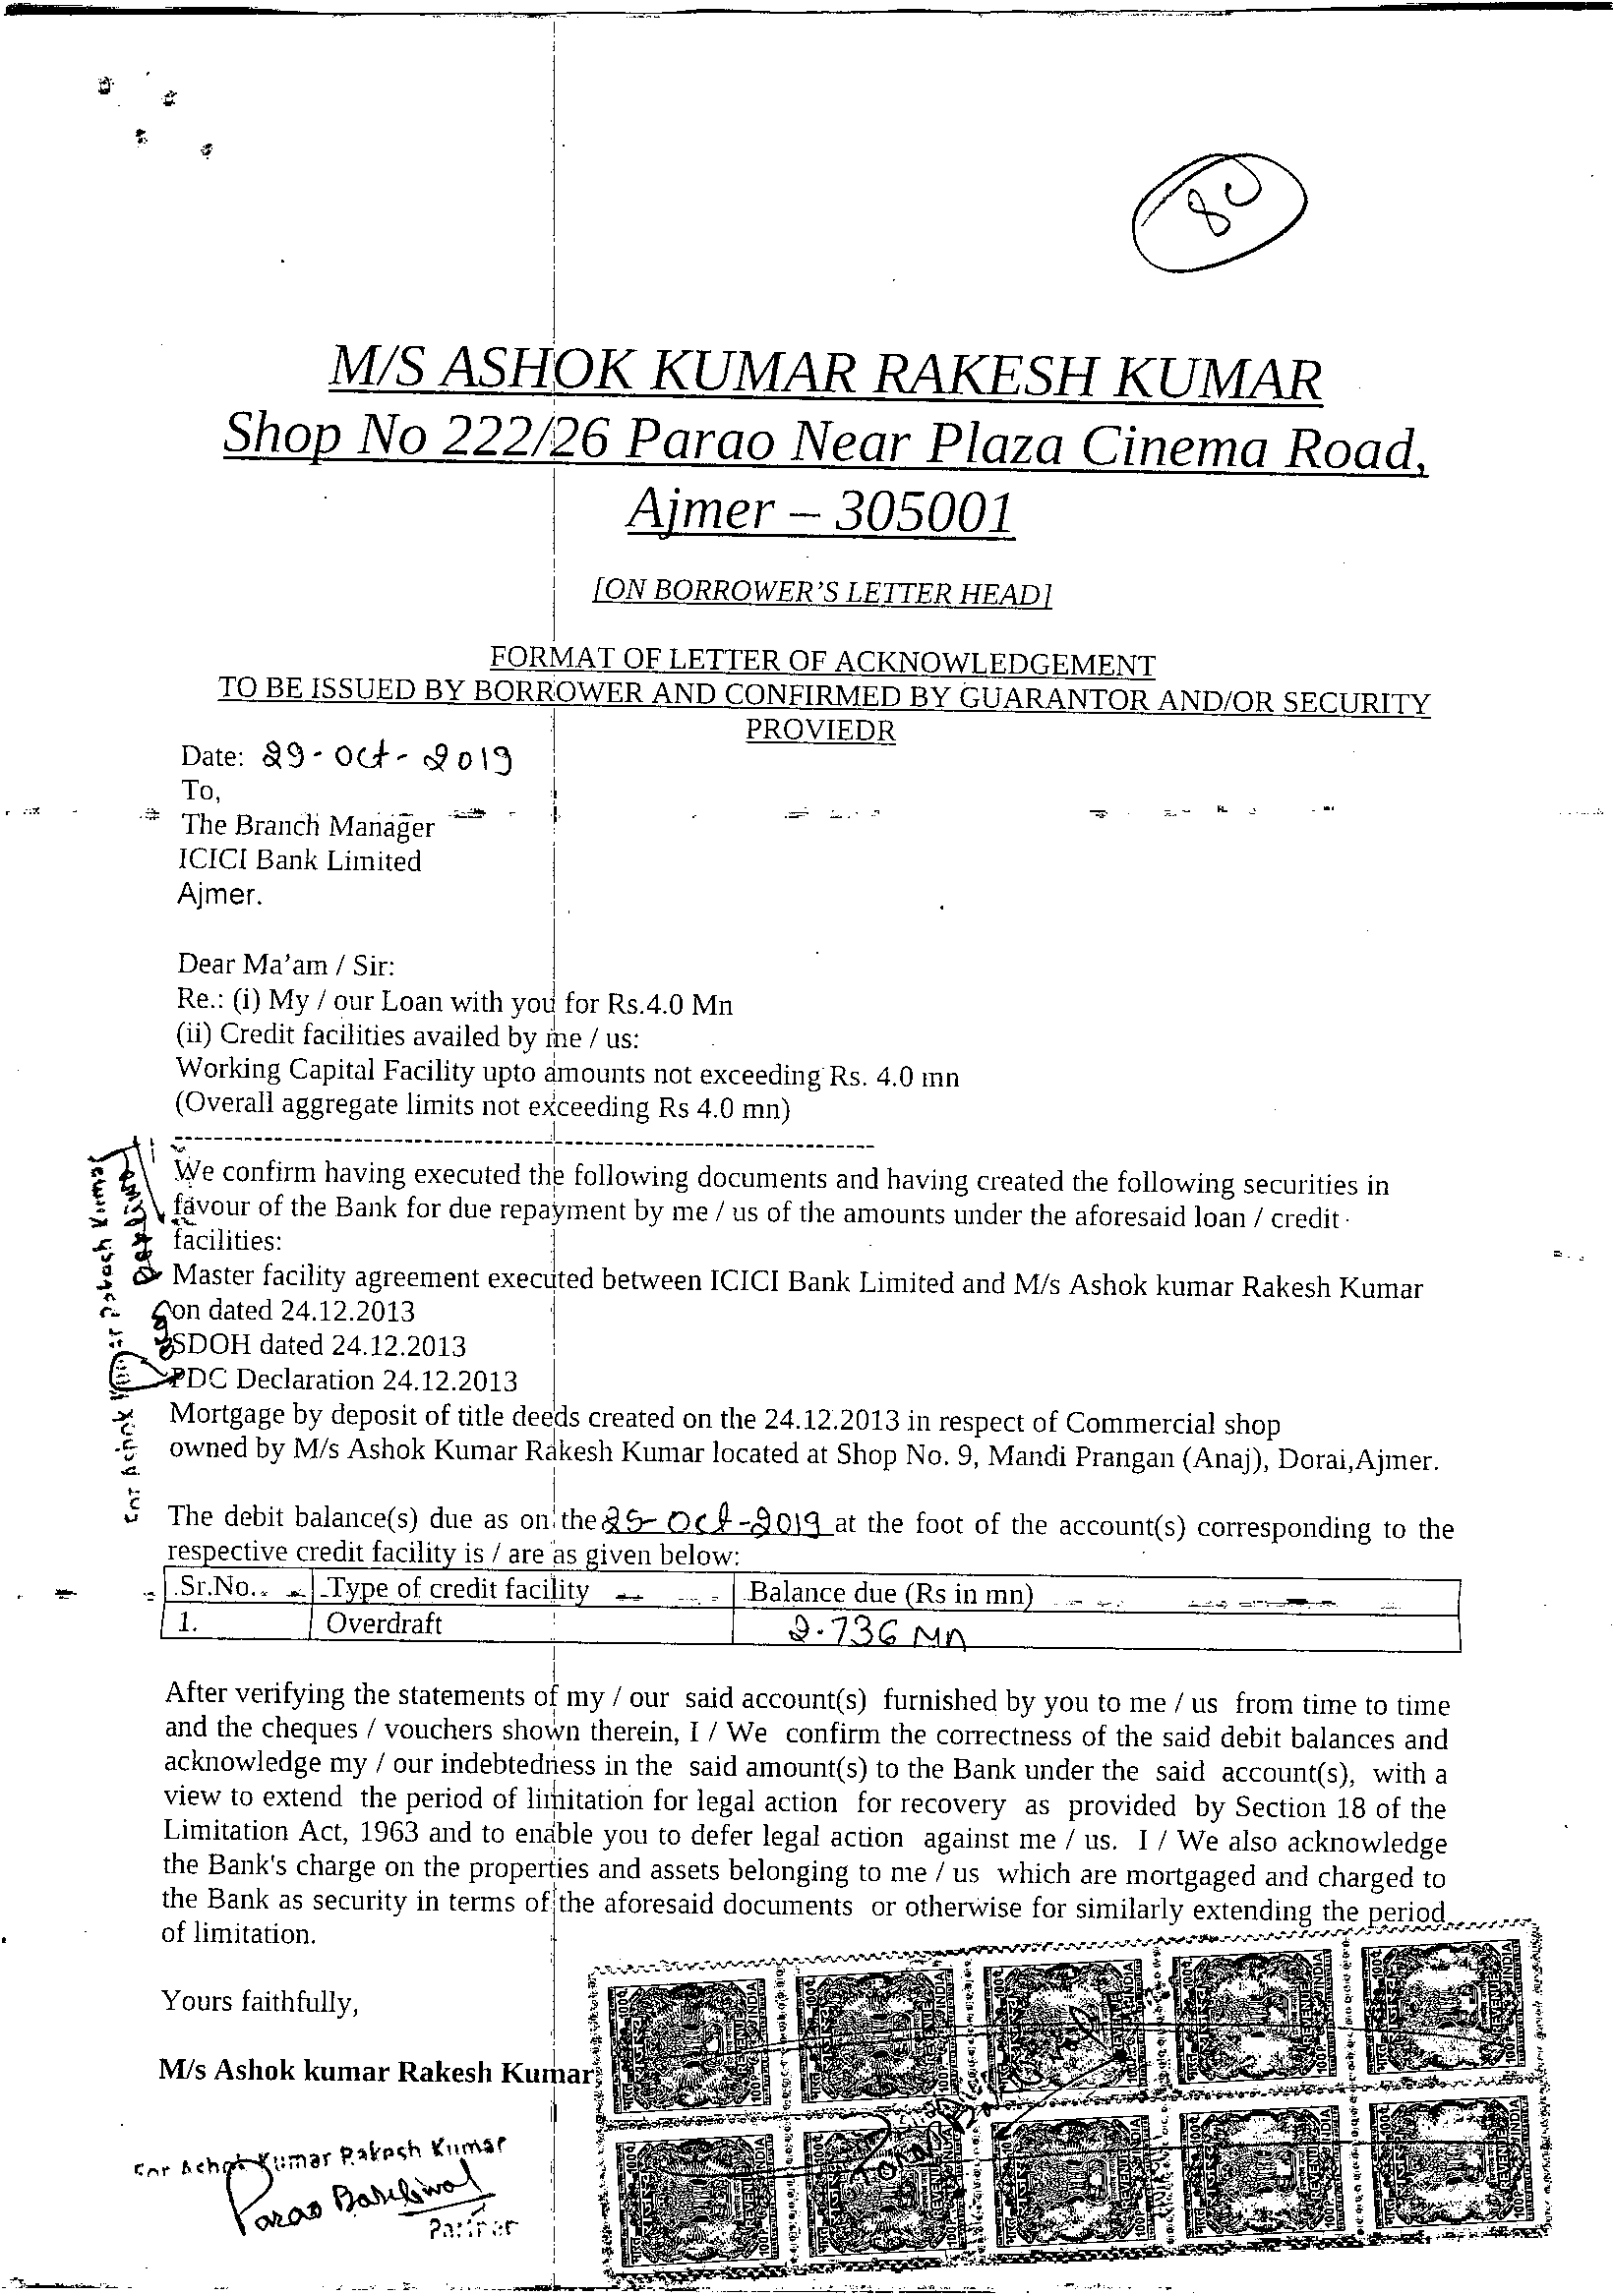 80
M/S ASHOK KUMAR RAKESH KUMAR
Shop No 222/26 Parao Near Plaza Cinema Road,
Ajmer – 305001
[ON BORROWER'S LETTER HEAD]
FORMAT OF LETTER OF ACKNOWLEDGEMENT
TO BE ISSUED BY BORROWER AND CONFIRMED BY GUARANTOR AND/OR SECURITY
PROVIEDR
Date: 29-Oct-2019
To,
The Branch Manager
ICICI Bank Limited
Ajmer.
Dear Ma'am / Sir:
Re.: (i) My / our Loan with you for Rs.4.0 Mn
(ii) Credit facilities availed by me / us:
Working Capital Facility upto amounts not exceeding Rs. 4.0 mn
(Overall aggregate limits not exceeding Rs 4.0 mn)
--------------------------------------------------------------
We confirm having executed the following documents and having created the following securities in
favour of the Bank for due repayment by me / us of the amounts under the aforesaid loan / credit
facilities:
Master facility agreement executed between ICICI Bank Limited and M/s Ashok kumar Rakesh Kumar
on dated 24.12.2013
SDOH dated 24.12.2013
PDC Declaration 24.12.2013
Mortgage by deposit of title deeds created on the 24.12.2013 in respect of Commercial shop
owned by M/s Ashok Kumar Rakesh Kumar located at Shop No. 9, Mandi Prangan (Anaj), Dorai,Ajmer.
For Ashok Kumar Rakesh Kumar
The debit balance(s) due as on the 25-Oct-2019 at the foot of the account(s) corresponding to the
respective credit facility is / are as given below:
Sr.No. Type of credit facility Balance due (Rs in mn)
1. Overdraft 2.736 Mn
After verifying the statements of my / our said account(s) furnished by you to me / us from time to time
and the cheques / vouchers shown therein, I / We confirm the correctness of the said debit balances and
acknowledge my / our indebtedness in the said amount(s) to the Bank under the said account(s), with a
view to extend the period of limitation for legal action for recovery as provided by Section 18 of the
Limitation Act, 1963 and to enable you to defer legal action against me / us. I / We also acknowledge
the Bank's charge on the properties and assets belonging to me / us which are mortgaged and charged to
the Bank as security in terms of the aforesaid documents or otherwise for similarly extending the period
of limitation.
Yours faithfully,
M/s Ashok kumar Rakesh Kumar
For Ashok Kumar Rakesh Kumar
Partner